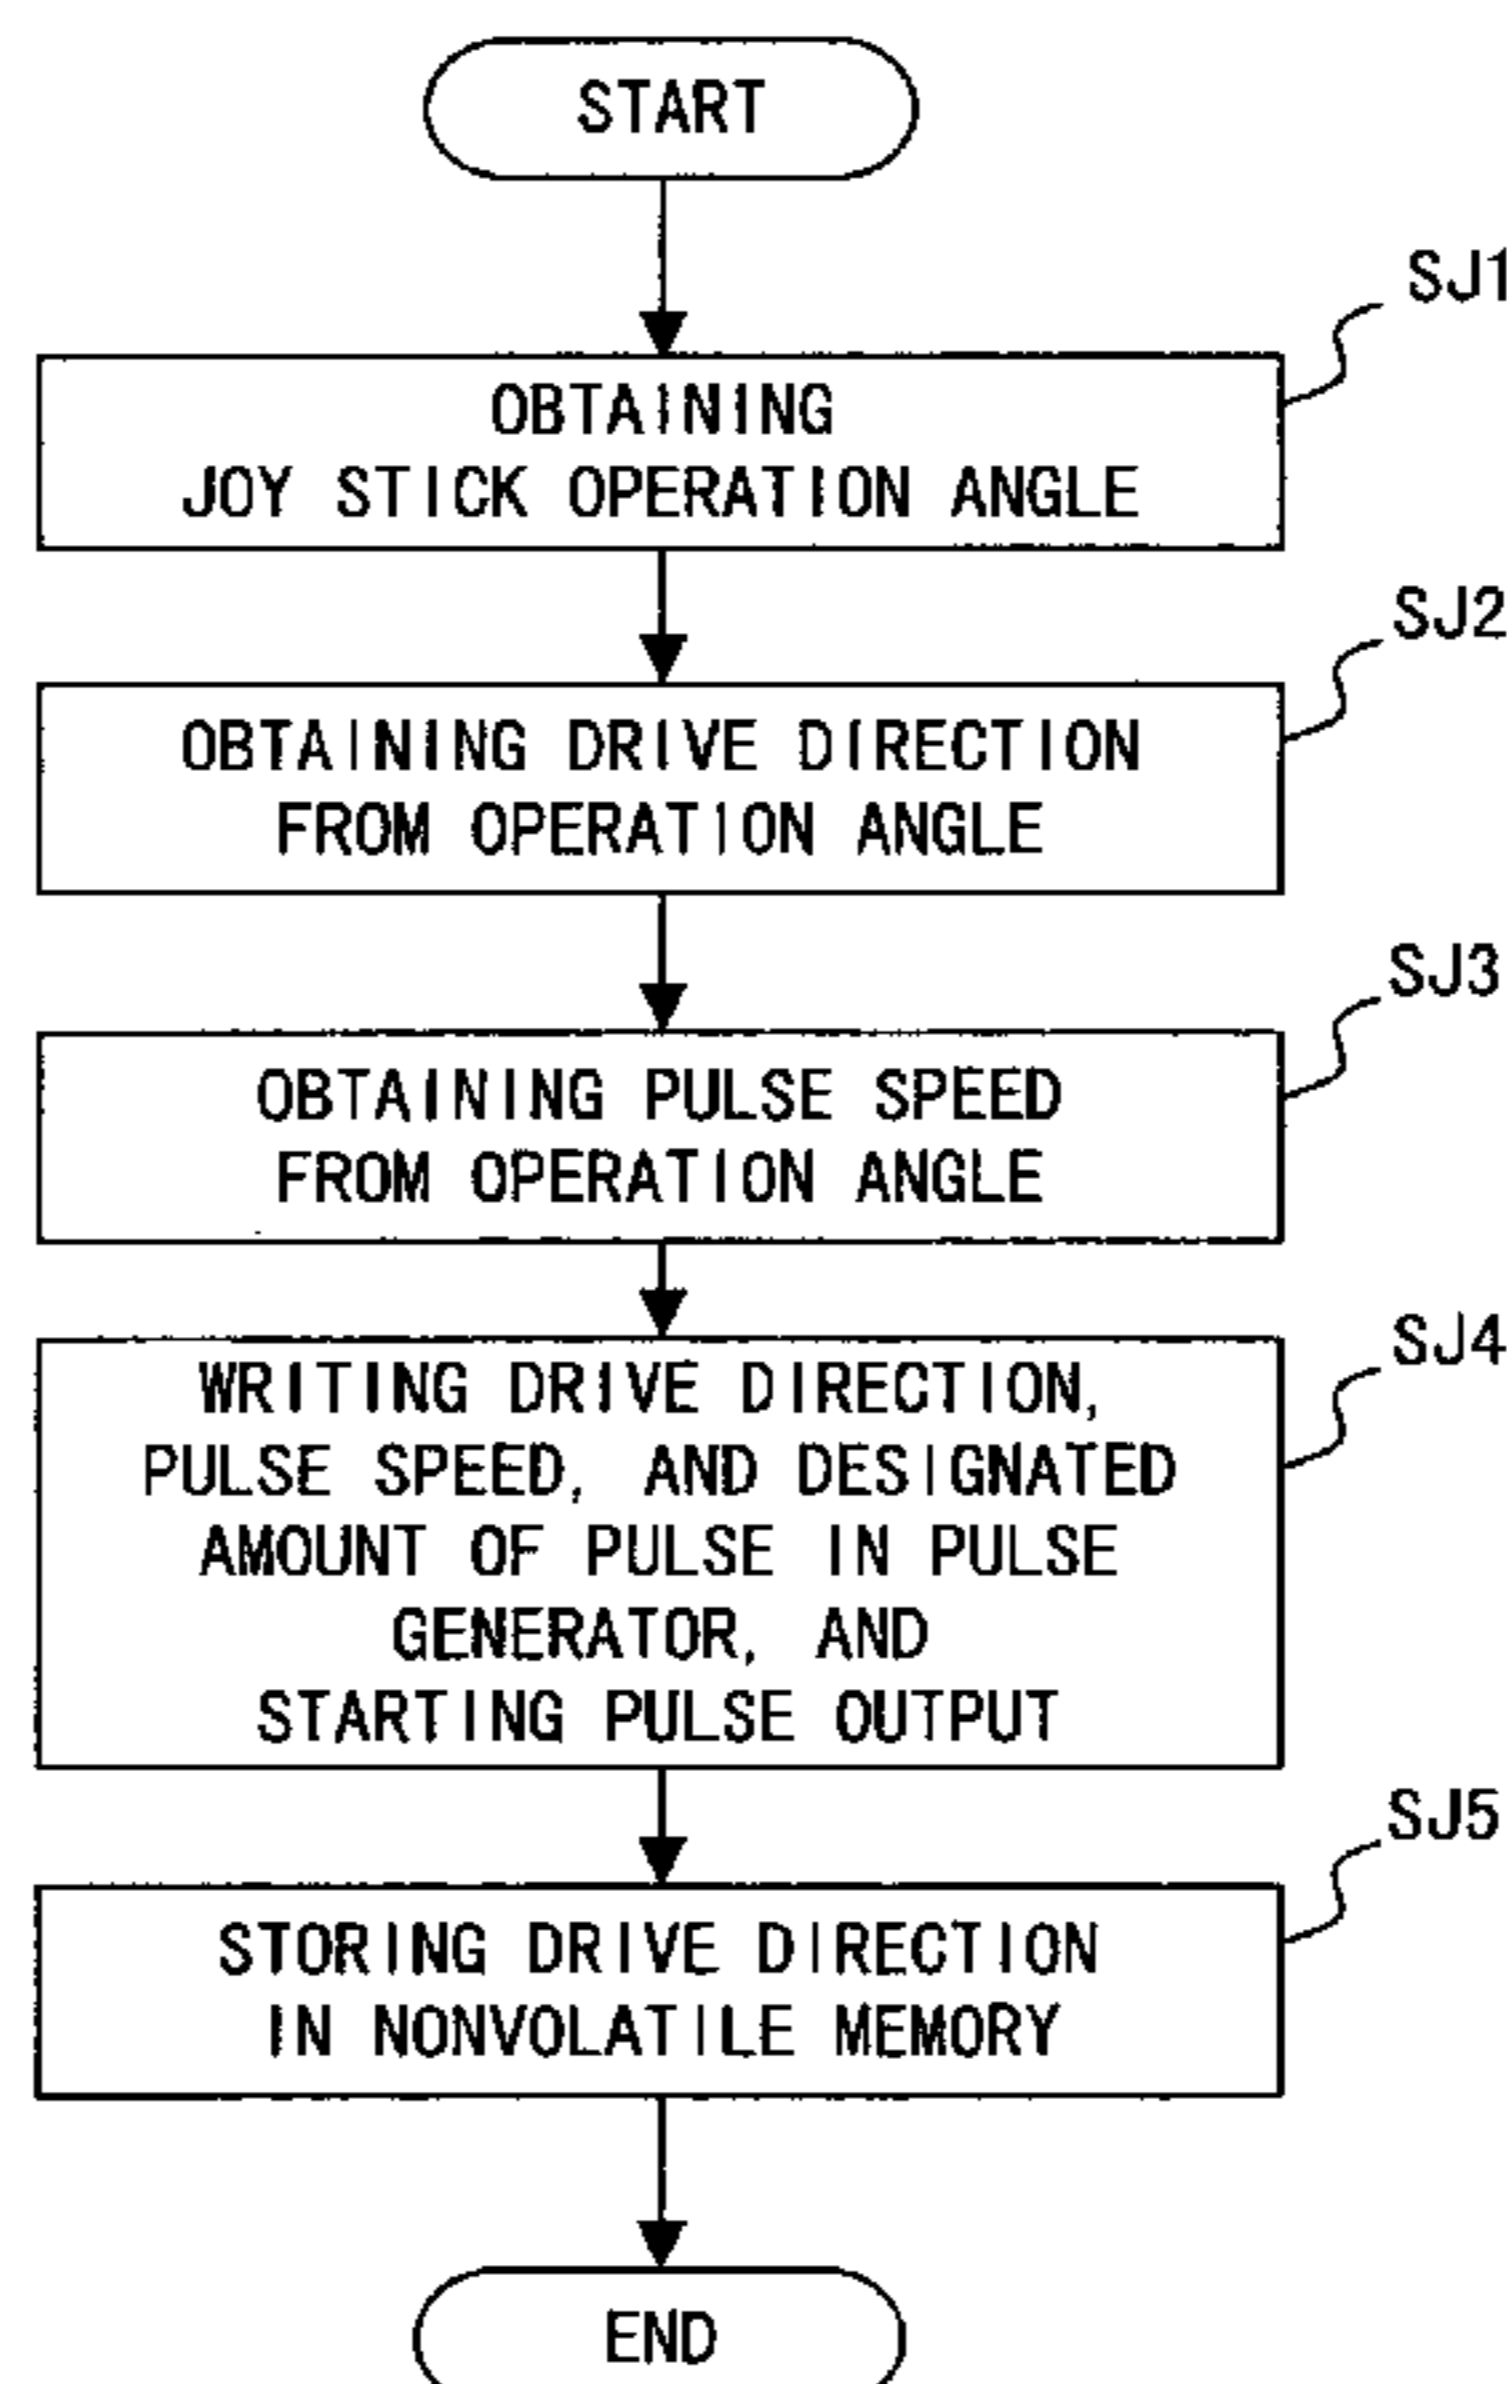 START
SJ1
OBTAINING
JOY STICK OPERATION ANGLE
SJ2
OBTAINING DRIVE DIRECTION
FROM OPERATION ANGLE
SJ3
OBTAINING PULSE SPEED
FROM OPERATION ANGLE
SJ4
WRITING DRIVE DIRECTION,
PULSE SPEED, AND DESIGNATED
AMOUNT OF PULSE IN PULSE
GENERATOR, AND
STARTING PULSE OUTPUT
SJ5
STORING DRIVE DIRECTION
IN NONVOLATILE MEMORY
END